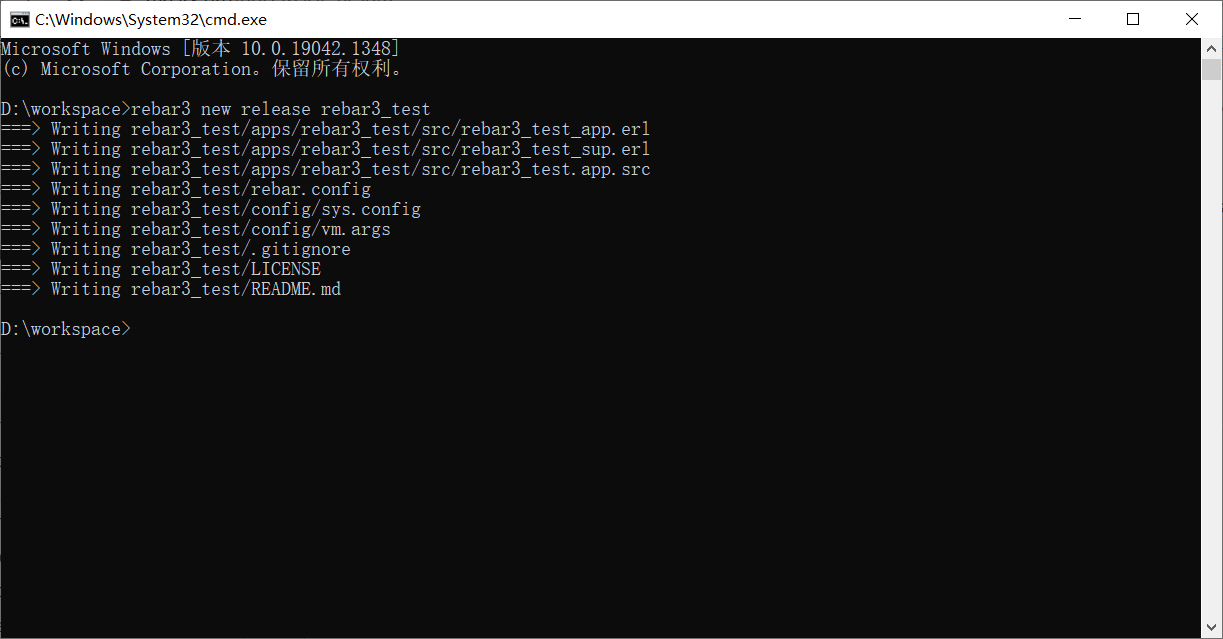 C:\Windows\System32\cmd.exe
Microsoft Windows [版本 10.0.19042.1348]
(c) Microsoft Corporation。保留所有权利。
D:\workspace>rebar3 new release rebar3_test
===> Writing rebar3_test/apps/rebar3_test/src/rebar3_test_app.erl
===> Writing rebar3_test/apps/rebar3_test/src/rebar3_test_sup.erl
===> Writing rebar3_test/apps/rebar3_test/src/rebar3_test.app.src
===> Writing rebar3_test/rebar.config
===> Writing rebar3_test/config/sys.config
===> Writing rebar3_test/config/vm.args
===> Writing rebar3_test/.gitignore
===> Writing rebar3_test/LICENSE
===> Writing rebar3_test/README.md
D:\workspace>